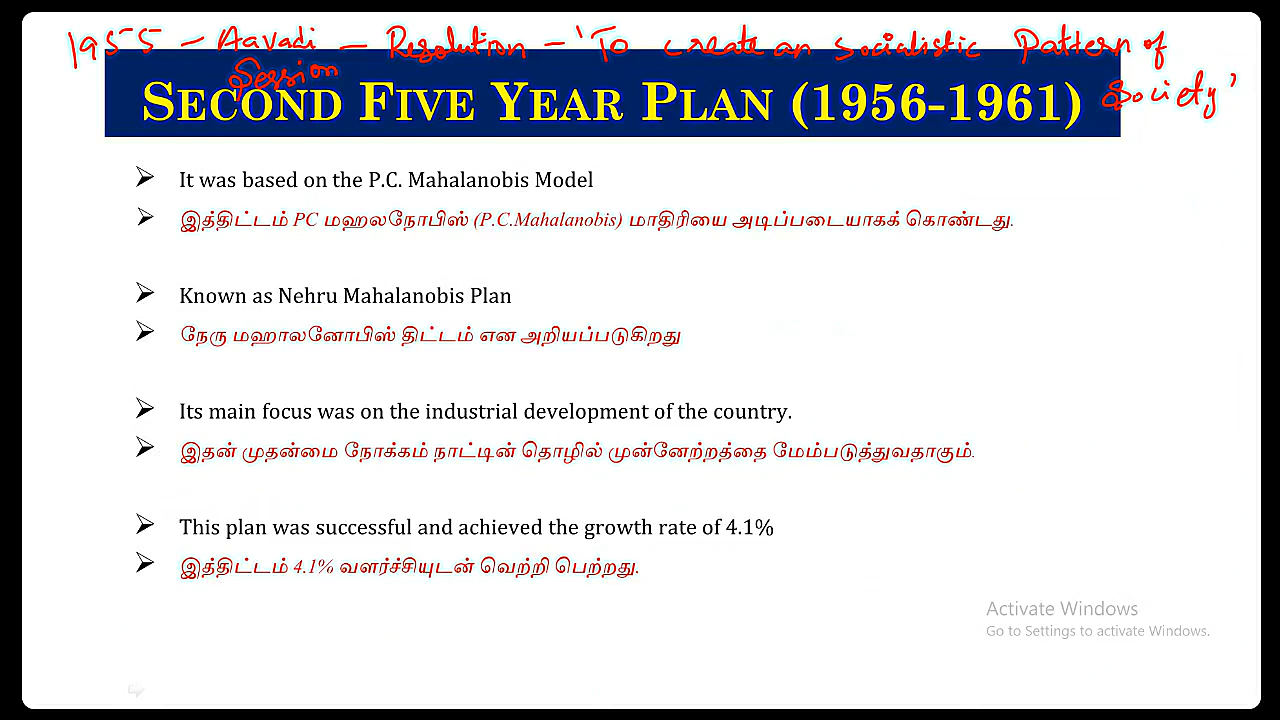 1955 - Aavadi - Resolution - 'To create an socialistic Pattern of
Session
society'
SECOND FIVE YEAR PLAN (1956-1961)
It was based on the P.C. Mahalanobis Model
இத்திட்டம் PC மஹலநோபிஸ் (P.C.Mahalanobis) மாதிரியை அடிப்படையாகக் கொண்டது.
Known as Nehru Mahalanobis Plan
நேரு மஹாலனோபிஸ் திட்டம் என அறியப்படுகிறது
Its main focus was on the industrial development of the country.
இதன் முதன்மை நோக்கம் நாட்டின் தொழில் முன்னேற்றத்தை மேம்படுத்துவதாகும்.
This plan was successful and achieved the growth rate of 4.1%
இத்திட்டம் 4.1% வளர்ச்சியுடன் வெற்றி பெற்றது.
Activate Windows
Go to Settings to activate Windows.